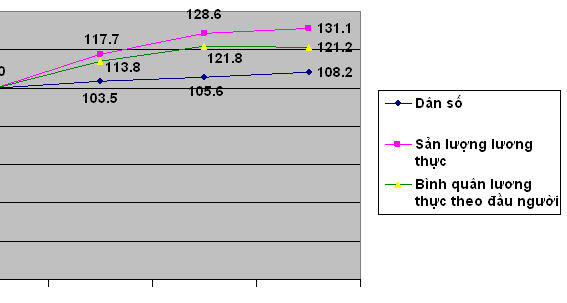 128.6
131.1
117.7
121.2
0
113.8
121.8
108.2
103.5
105.6
Dân số
Sản lượng lương
thực
Bình quân lương
thực theo đầu người